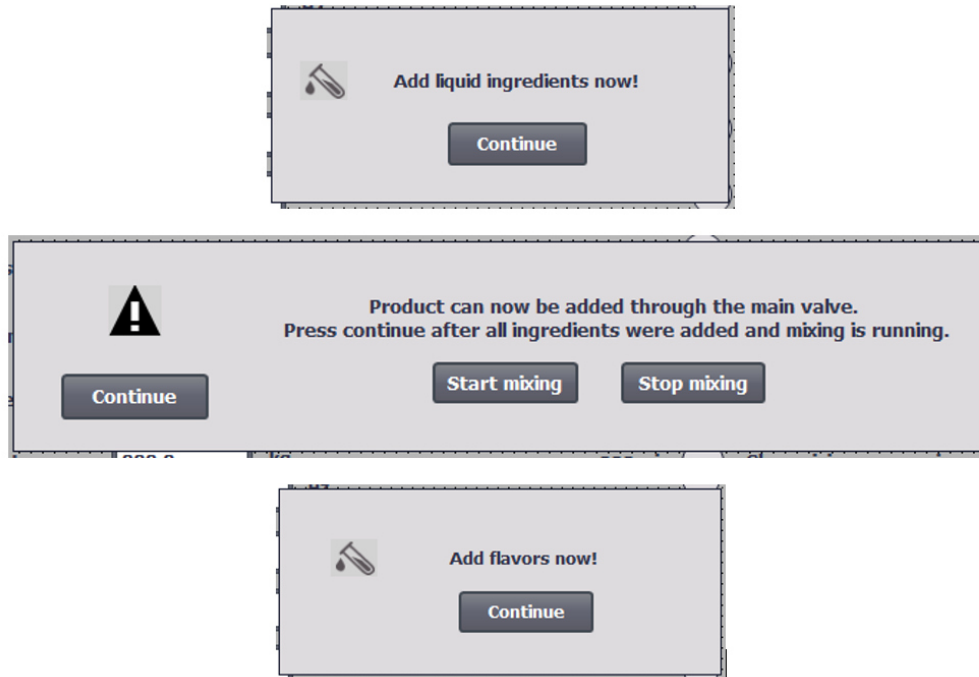 Add liquid ingredients now!
Continue
Product can now be added through the main valve.
Press continue after all ingredients were added and mixing is running.
Continue
Start mixing
Stop mixing
Add flavors now!
Continue